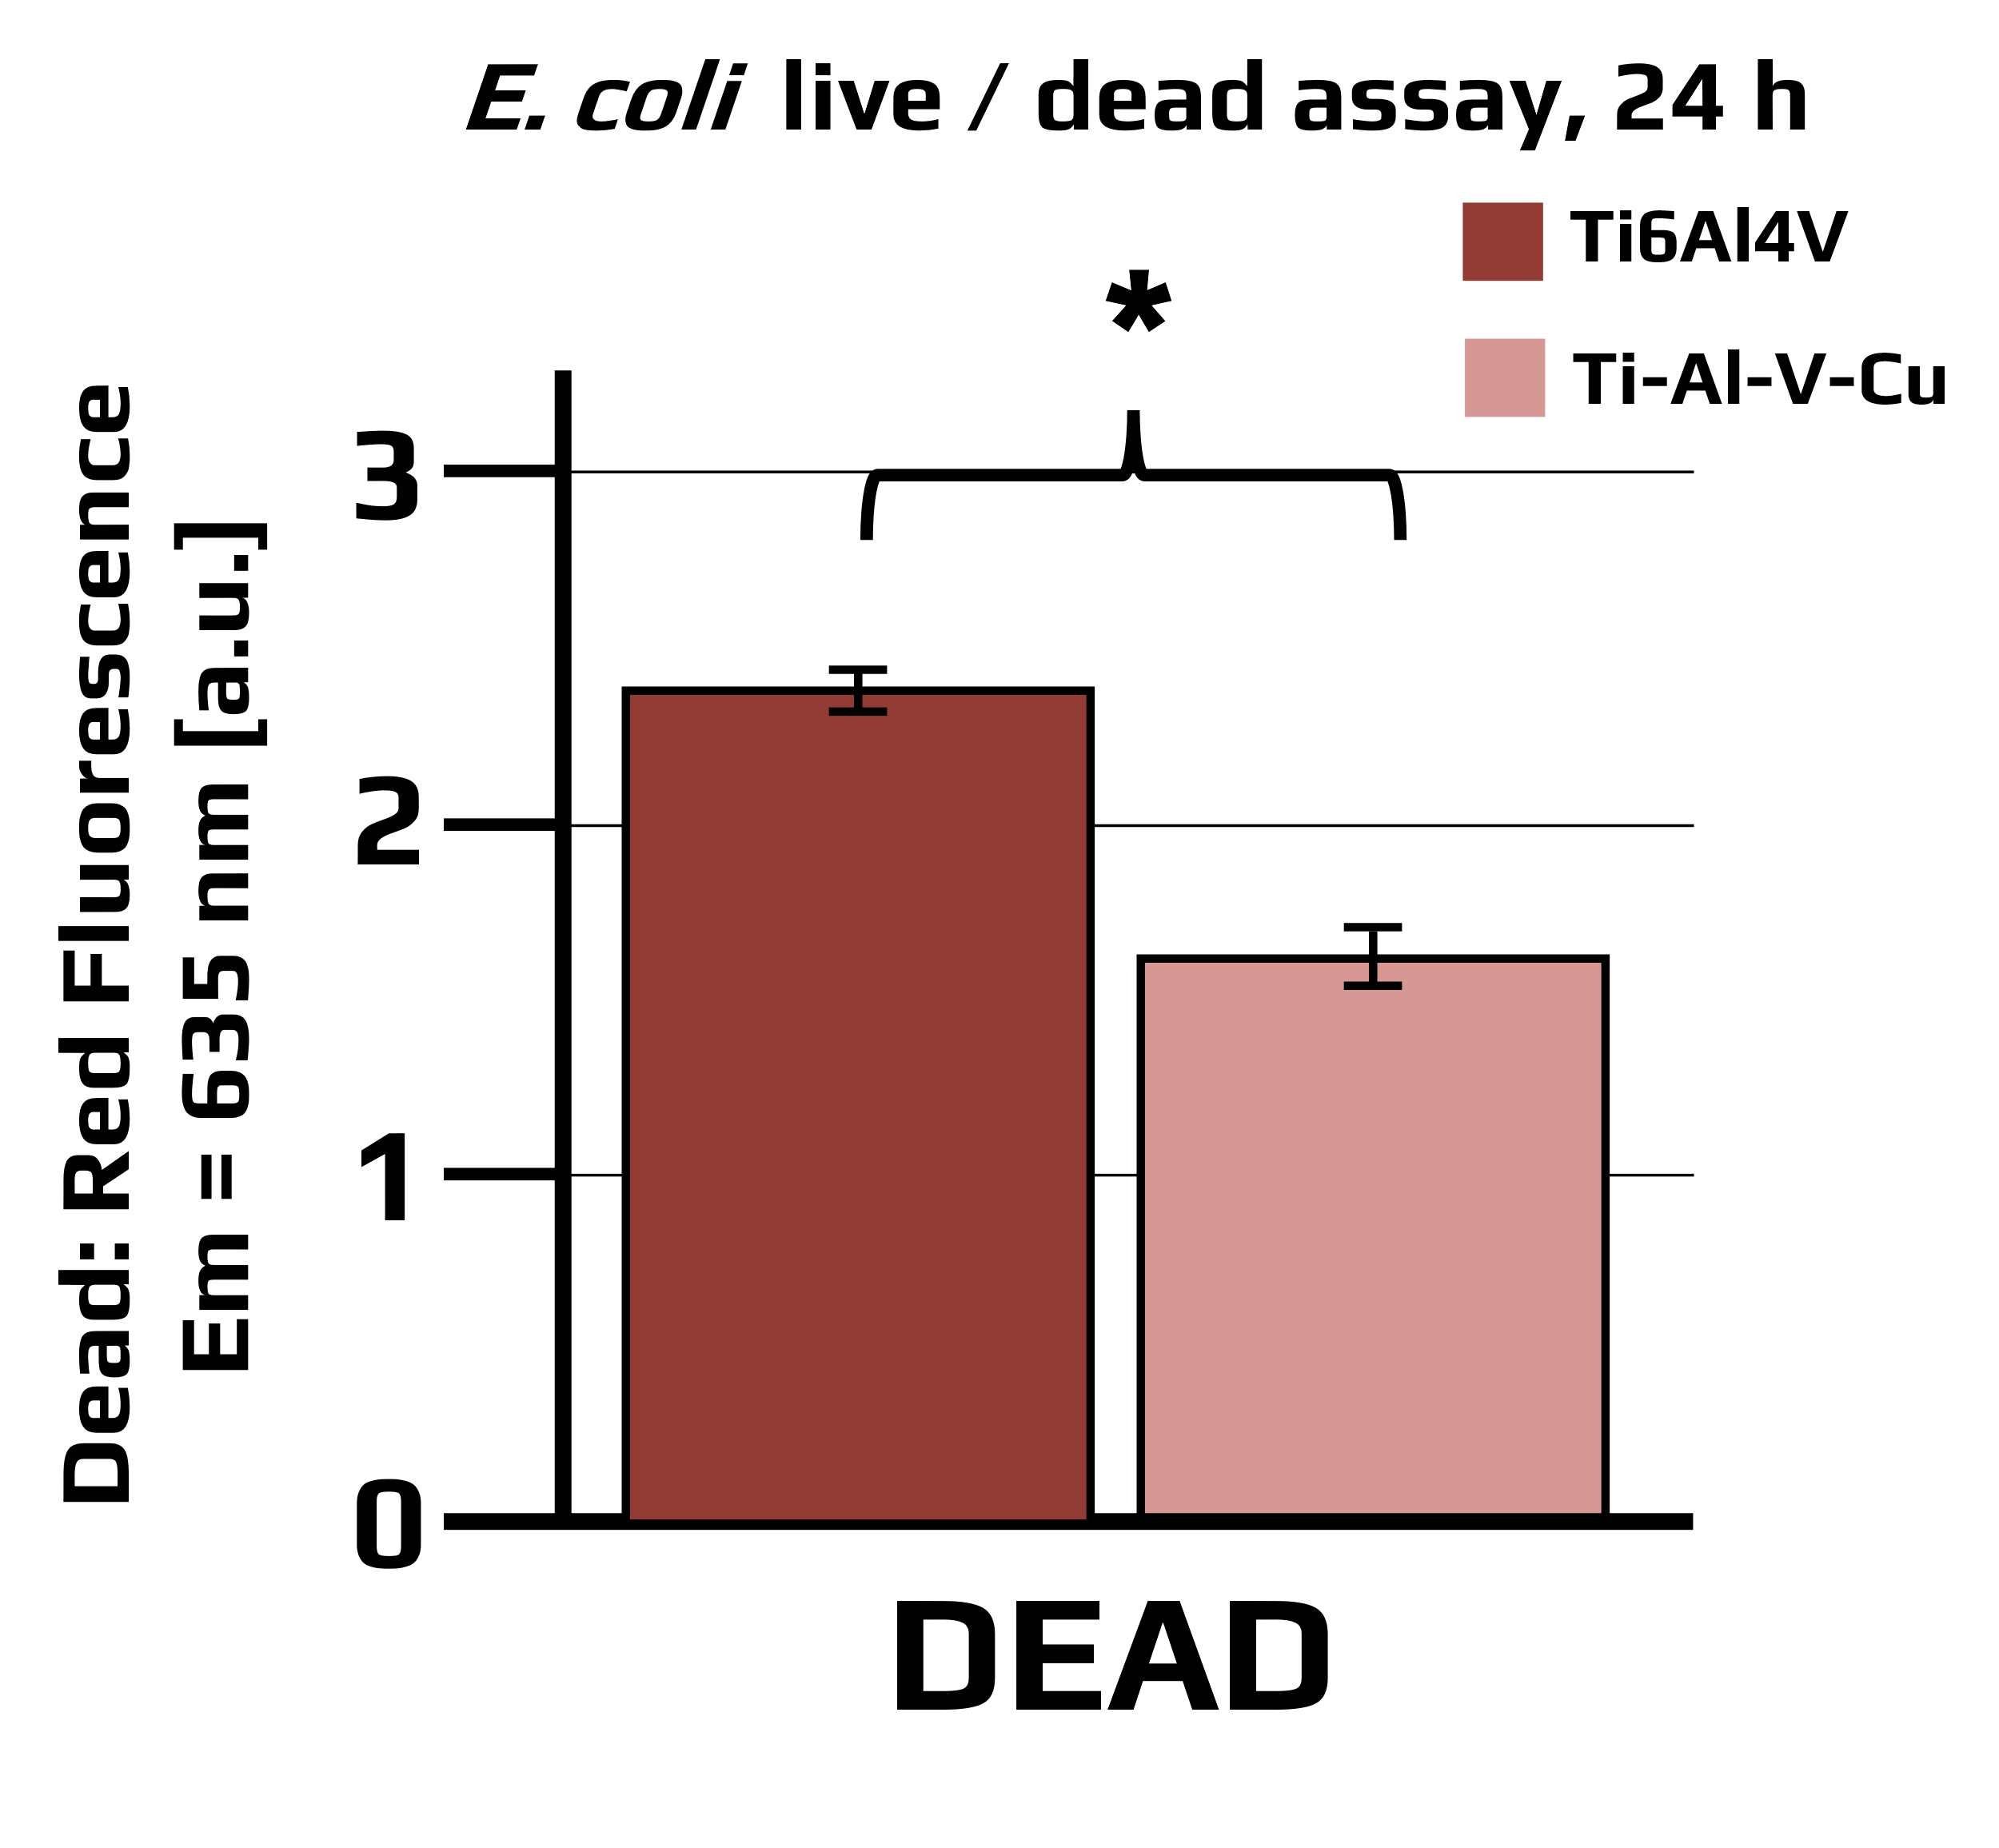 E. coli live / dead assay, 24 h
Ti6Al4V
Ti-Al-V-Cu
*
Dead: Red Fluorescence
Em = 635 nm [a.u.]
3
2
1
0
DEAD